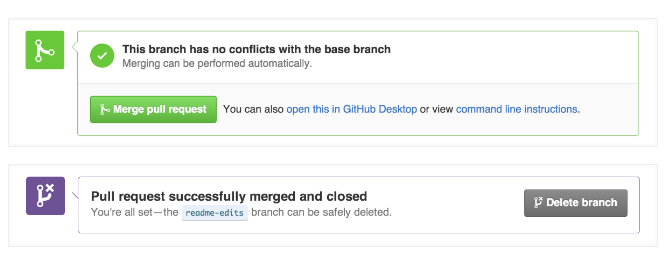 This branch has no conflicts with the base branch
Merging can be performed automatically.
Merge pull request
You can also open this in GitHub Desktop or view command line instructions.
Pull request successfully merged and closed
You're all set—the readme-edits branch can be safely deleted.
Delete branch